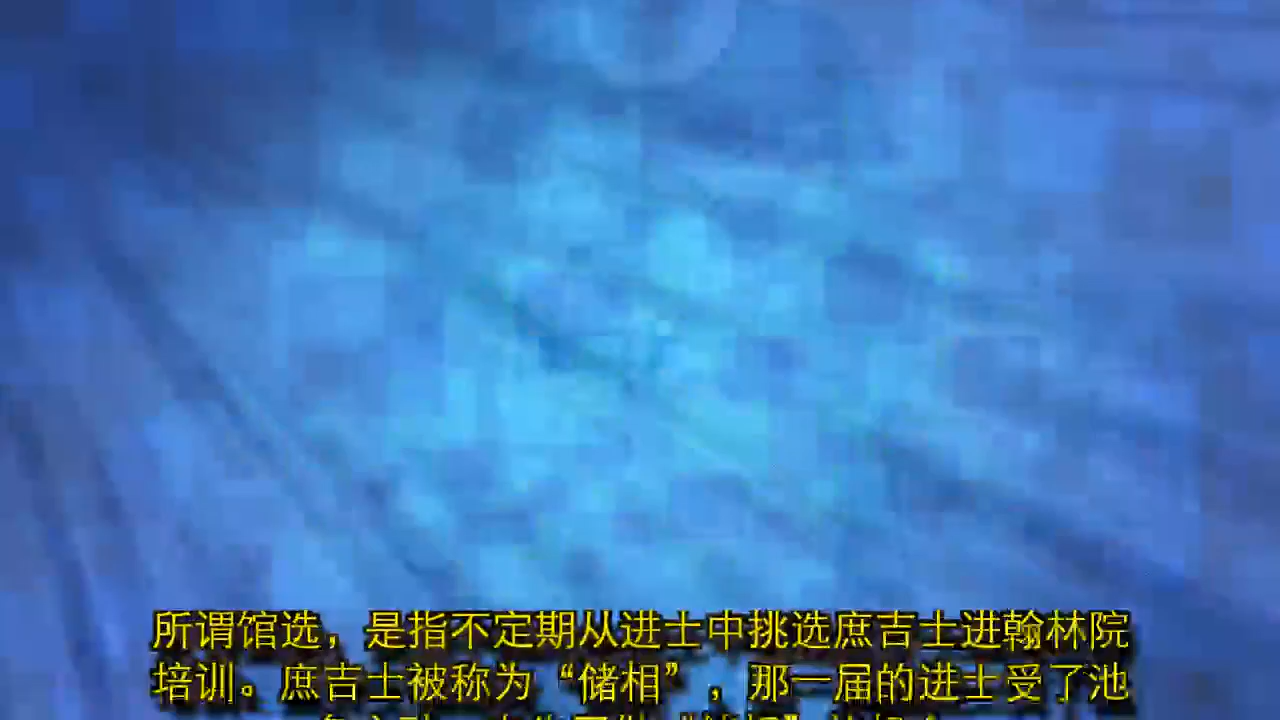 所谓馆选，是指不定期从进士中挑选庶吉士进翰林院
培训。庶吉士被称为“储相”，那一届的进士受了池